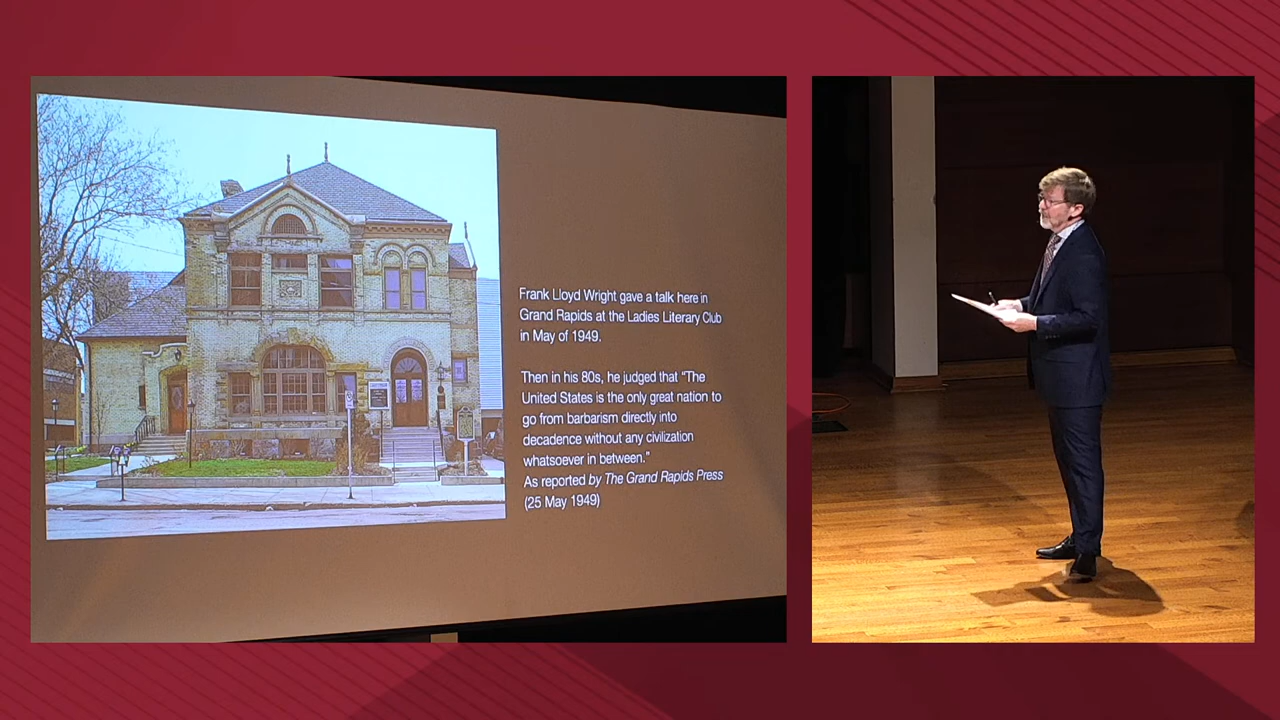 Frank Lloyd Wright gave a talk here in
Grand Rapids at the Ladies Literary Club
in May of 1949.
Then in his 80s, he judged that “The
United States is the only great nation to
go from barbarism directly into
decadence without any civilization
whatsoever in between.”
As reported by The Grand Rapids Press
(25 May 1949)